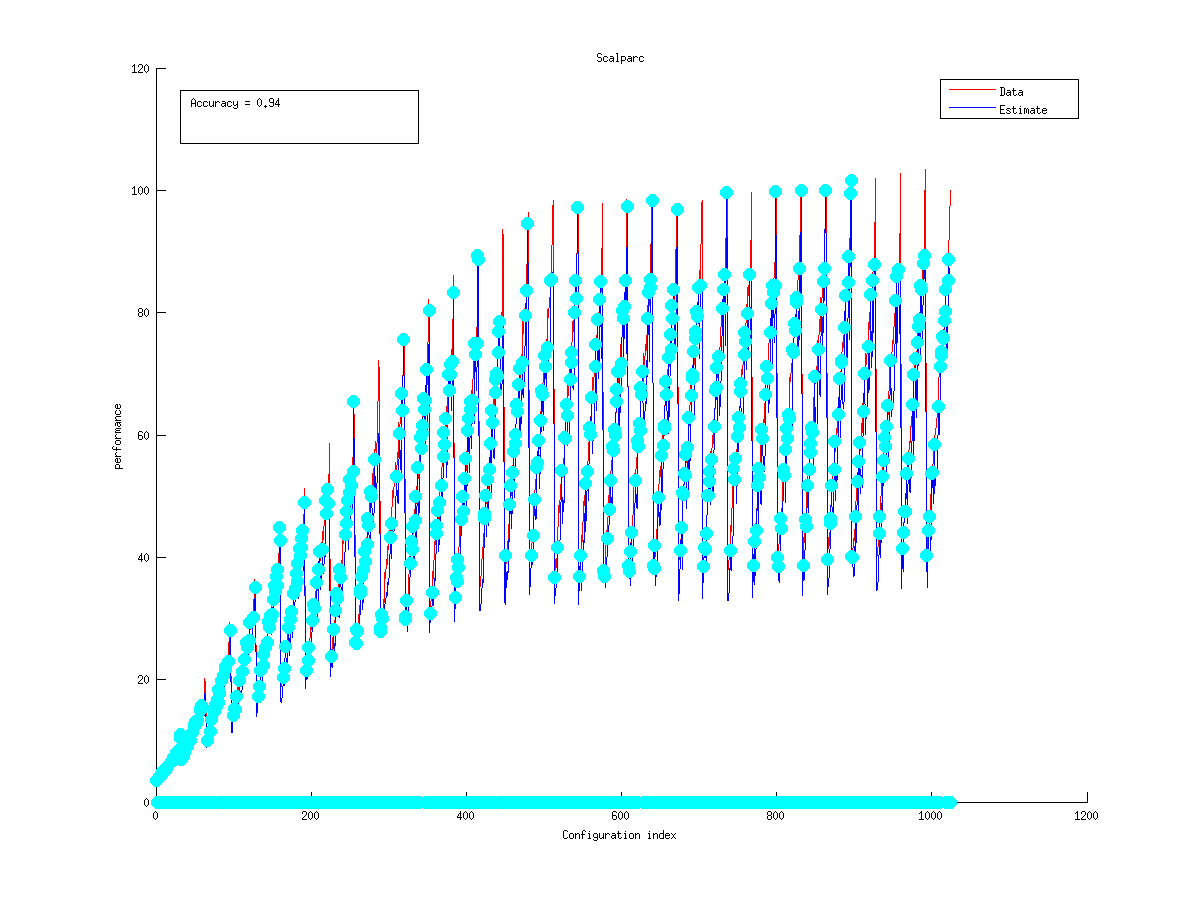 Scalparc
Accuracy = 0.94
Data
Estimate
120
100
80
60
40
20
0
performance
0 200 400 600 800 1000 1200
Configuration index